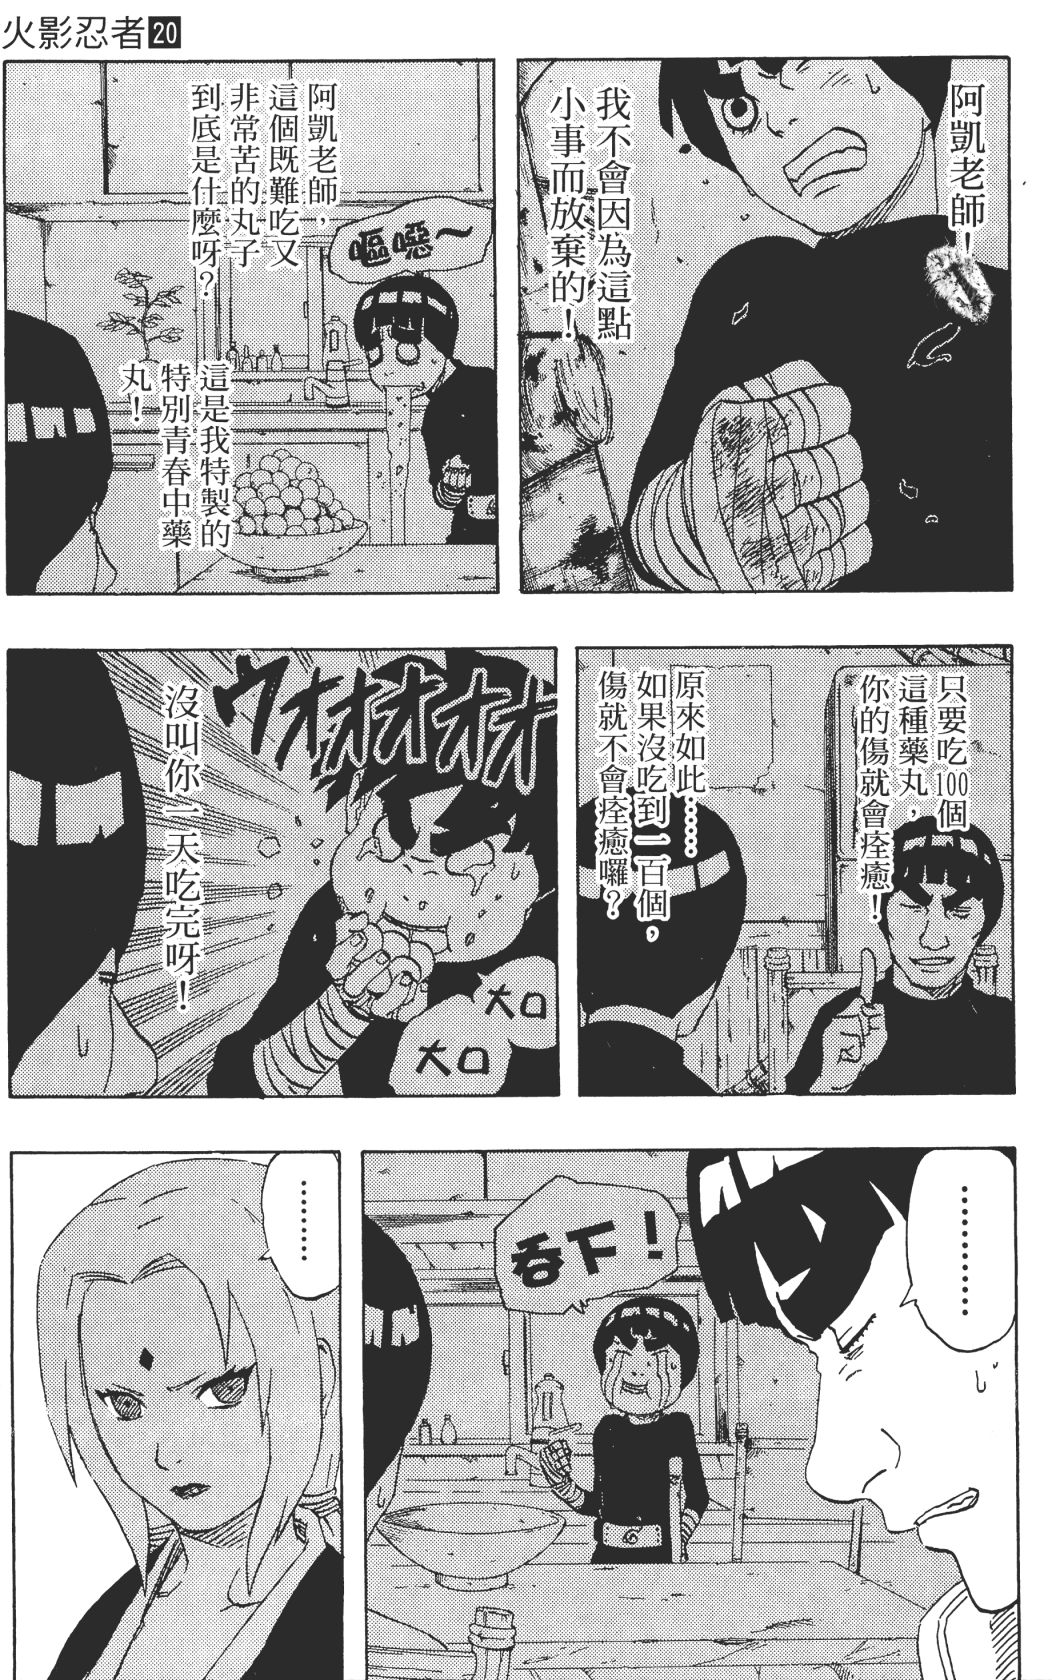 火影忍者20
阿凱老師！
我不會因為這點
小事而放棄的！
阿凱老師，
這個既難吃又
非常苦的丸子
到底是什麼呀？
嘔噁～
這是我特製的
特別青春中藥
丸！
只要吃100個
這種藥丸，
你的傷就會痊癒！
原來如此……
如果沒吃到一百個，
傷就不會痊癒囉？
ウオオオオオ
沒叫你一天吃完呀！
大口
大口
…………
吞下！
………